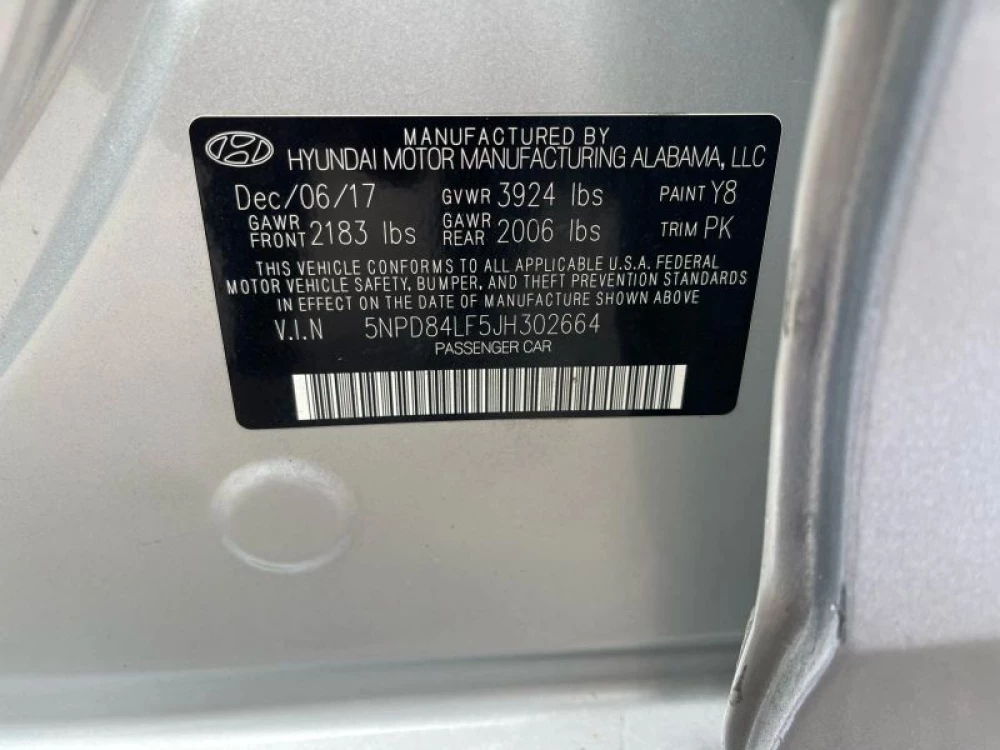 MANUFACTURED BY
HYUNDAI MOTOR MANUFACTURING ALABAMA, LLC
Dec/06/17 GVWR 3924 lbs PAINT Y8
GAWR FRONT 2183 lbs GAWR REAR 2006 lbs TRIM PK
THIS VEHICLE CONFORMS TO ALL APPLICABLE U.S.A. FEDERAL
MOTOR VEHICLE SAFETY, BUMPER, AND THEFT PREVENTION STANDARDS
IN EFFECT ON THE DATE OF MANUFACTURE SHOWN ABOVE
V.I.N 5NPD84LF5JH302664
PASSENGER CAR